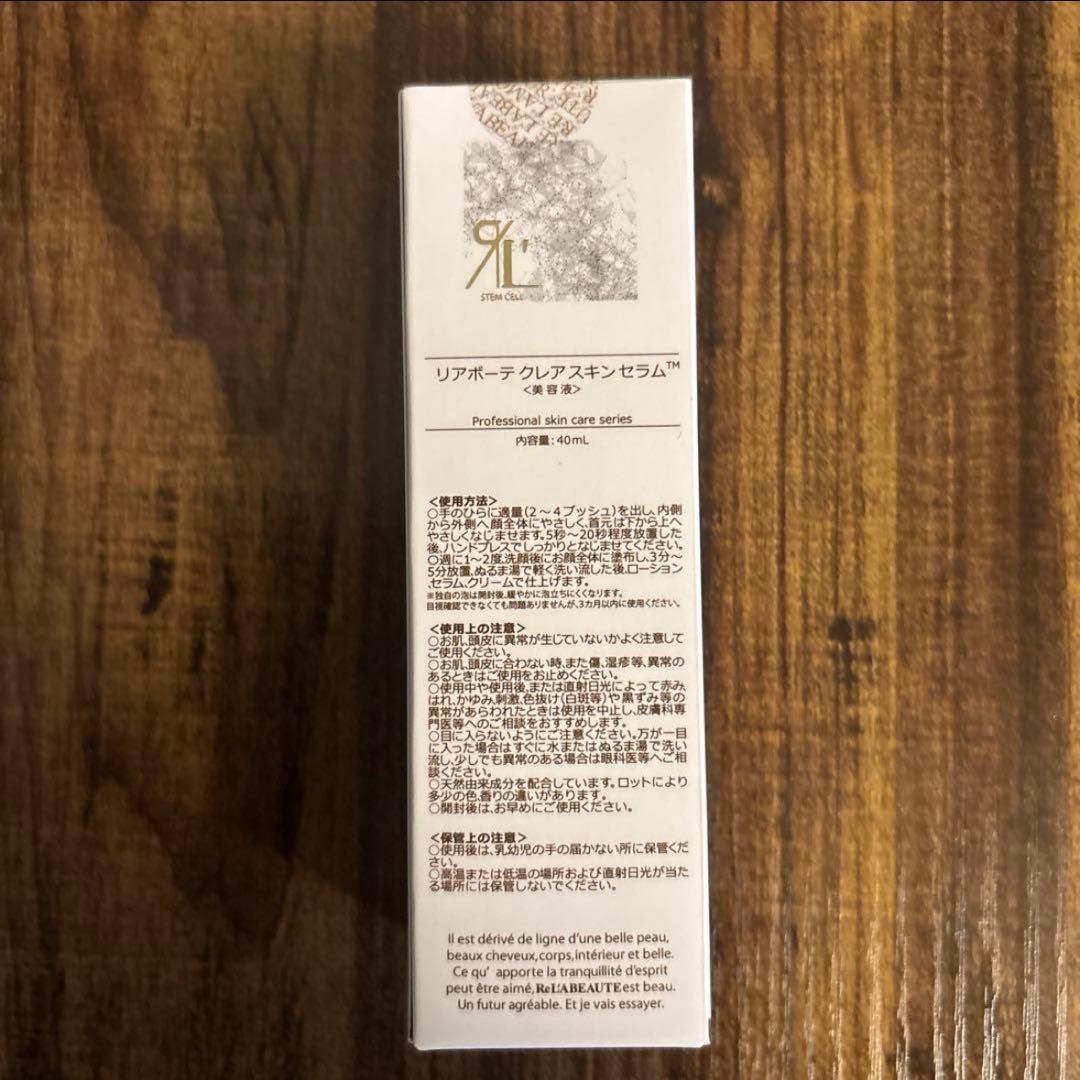 STEM CELL
リアボーテ クレアスキンセラム™
<美容液>
Professional skin care series
内容量:40mL
<使用方法>
○手のひらに適量(2〜4プッシュ)を出し、内側
から外側へ顔全体にやさしく、首元は下から上へ
やさしくなじませます。5秒〜20秒程度放置した
後、ハンドプレスでしっかりとなじませてください。
○週に1〜2度、洗顔後にお顔全体に塗布し、3分〜
5分放置、ぬるま湯で軽く洗い流した後、ローション
、セラム、クリームで仕上げます。
※独自の泡は開封後、緩やかに泡立ちにくくなります。
目視確認できなくても問題ありませんが、3カ月以内に使用ください。
<使用上の注意>
○お肌、頭皮に異常が生じていないかよく注意して
ご使用ください。
○お肌、頭皮に合わない時、また傷、湿疹等、異常の
あるときはご使用をお止めください。
○使用中や使用後、または直射日光によって赤み、
はれ、かゆみ、刺激、色抜け(白斑等)や黒ずみ等の
異常があらわれたときは使用を中止し、皮膚科専
門医等へのご相談をおすすめします。
○目に入らないようにご注意ください。万が一目
に入った場合はすぐに水またはぬるま湯で洗い
流し、少しでも異常のある場合は眼科医等へご相
談ください。
○天然由来成分を配合しています。ロットにより
多少の色、香りの違いがあります。
○開封後は、お早めにご使用ください。
<保管上の注意>
○使用後は、乳幼児の手の届かない所に保管くだ
さい。
○高温または低温の場所および直射日光が当た
る場所には保管しないでください。
Il est dérivé de ligne d'une belle peau,
beaux cheveux,corps,intérieur et belle.
Ce qu' apporte la tranquillité d'esprit
peut être aimé,ReL'ABEAUTE est beau.
Un futur agréable. Et je vais essayer.